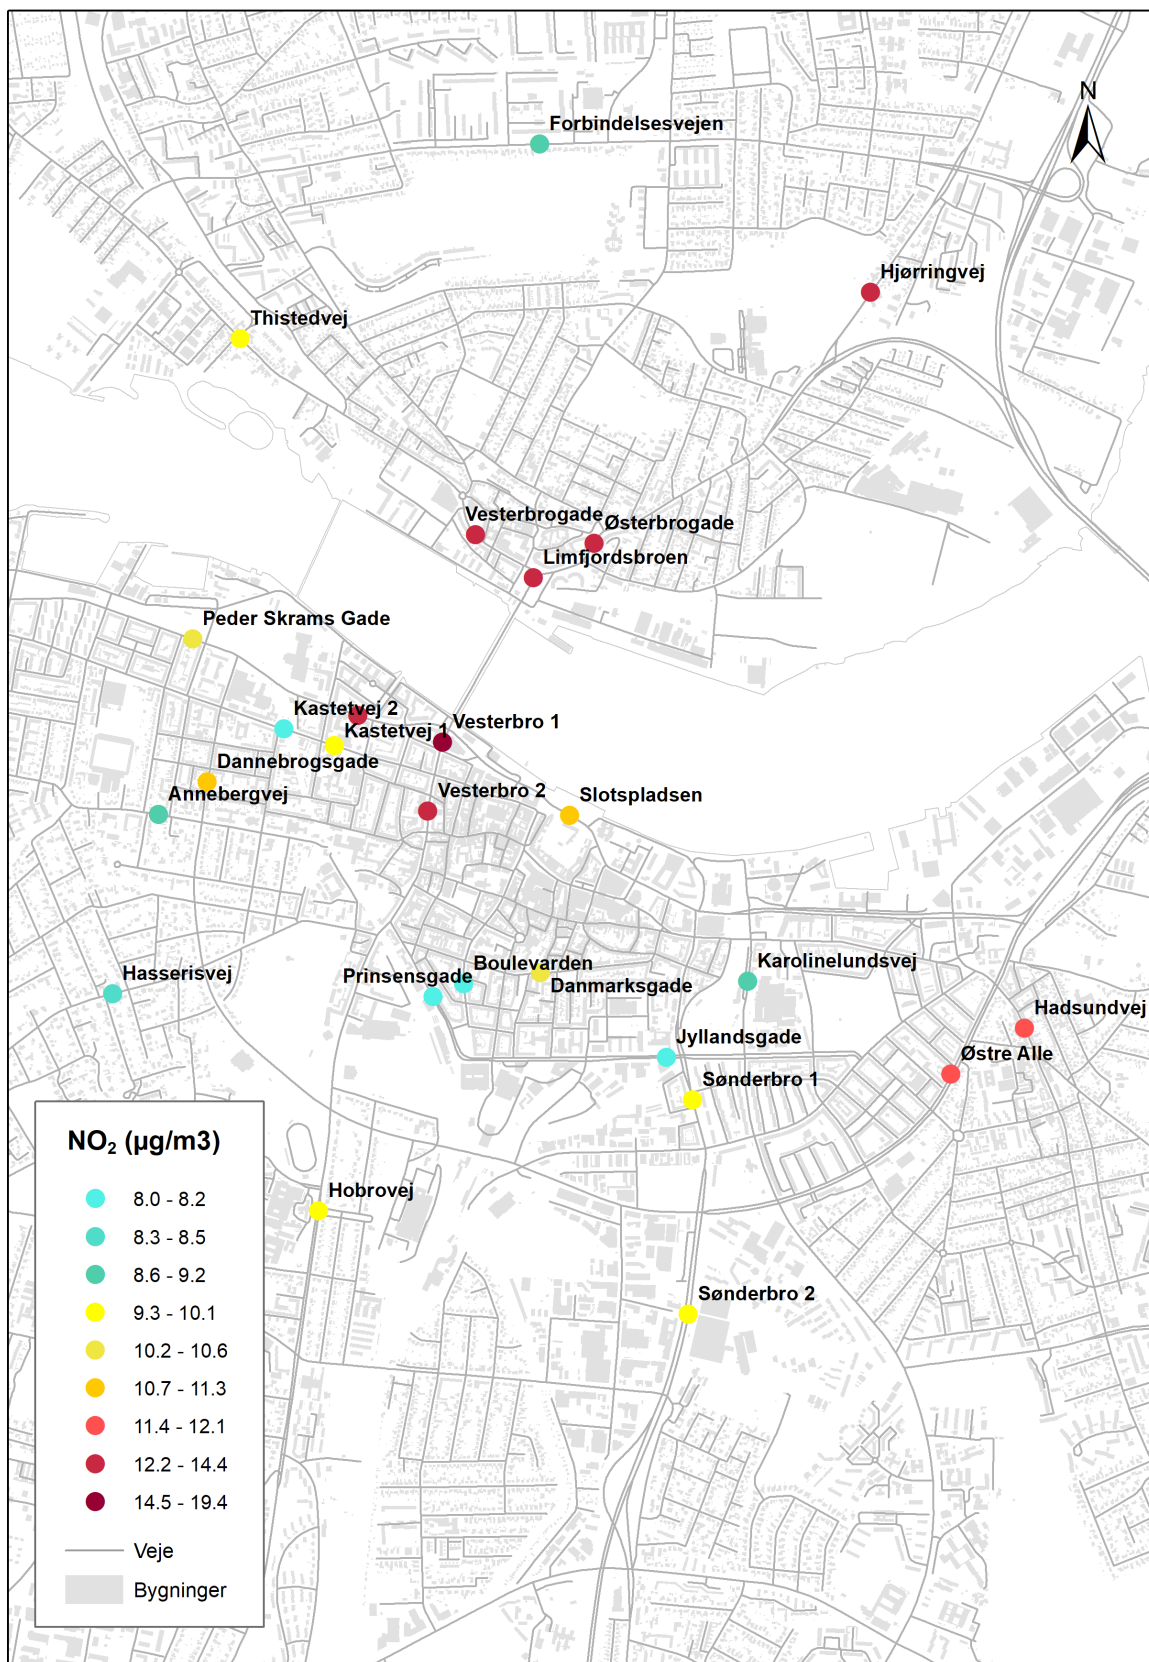 N
Forbindelsesvejen
Hjørringvej
Thistedvej
Vesterbrogade
Østerbrogade
Limfjordsbroen
Peder Skrams Gade
Kastetvej 2
Vesterbro 1
Kastetvej 1
Dannebrogsgade
Annebergvej
Vesterbro 2
Slotspladsen
Hasserisvej
Prinsensgade
Boulevarden
Danmarksgade
Karolinelundsvej
Hadsundvej
Jyllandsgade
Østre Alle
Sønderbro 1
Hobrovej
Sønderbro 2
NO₂ (µg/m3)
8.0 - 8.2
8.3 - 8.5
8.6 - 9.2
9.3 - 10.1
10.2 - 10.6
10.7 - 11.3
11.4 - 12.1
12.2 - 14.4
14.5 - 19.4
Veje
Bygninger